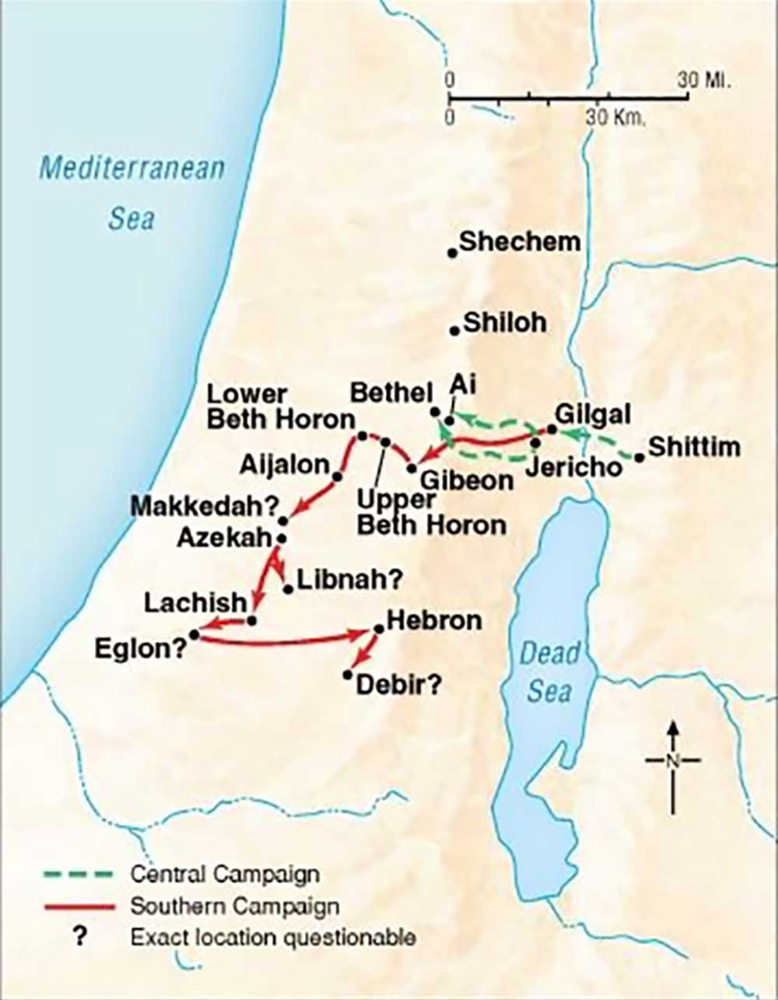 0 30 MI.
0 30 Km.
Mediterranean
Sea
Shechem
Shiloh
Ai
Bethel
Lower
Beth Horon
Gilgal
Shittim
Aijalon
Jericho
Gibeon
Upper
Beth Horon
Makkedah?
Azekah
Libnah?
Lachish
Hebron
Eglon?
Debir?
Dead
Sea
N
Central Campaign
Southern Campaign
? Exact location questionable